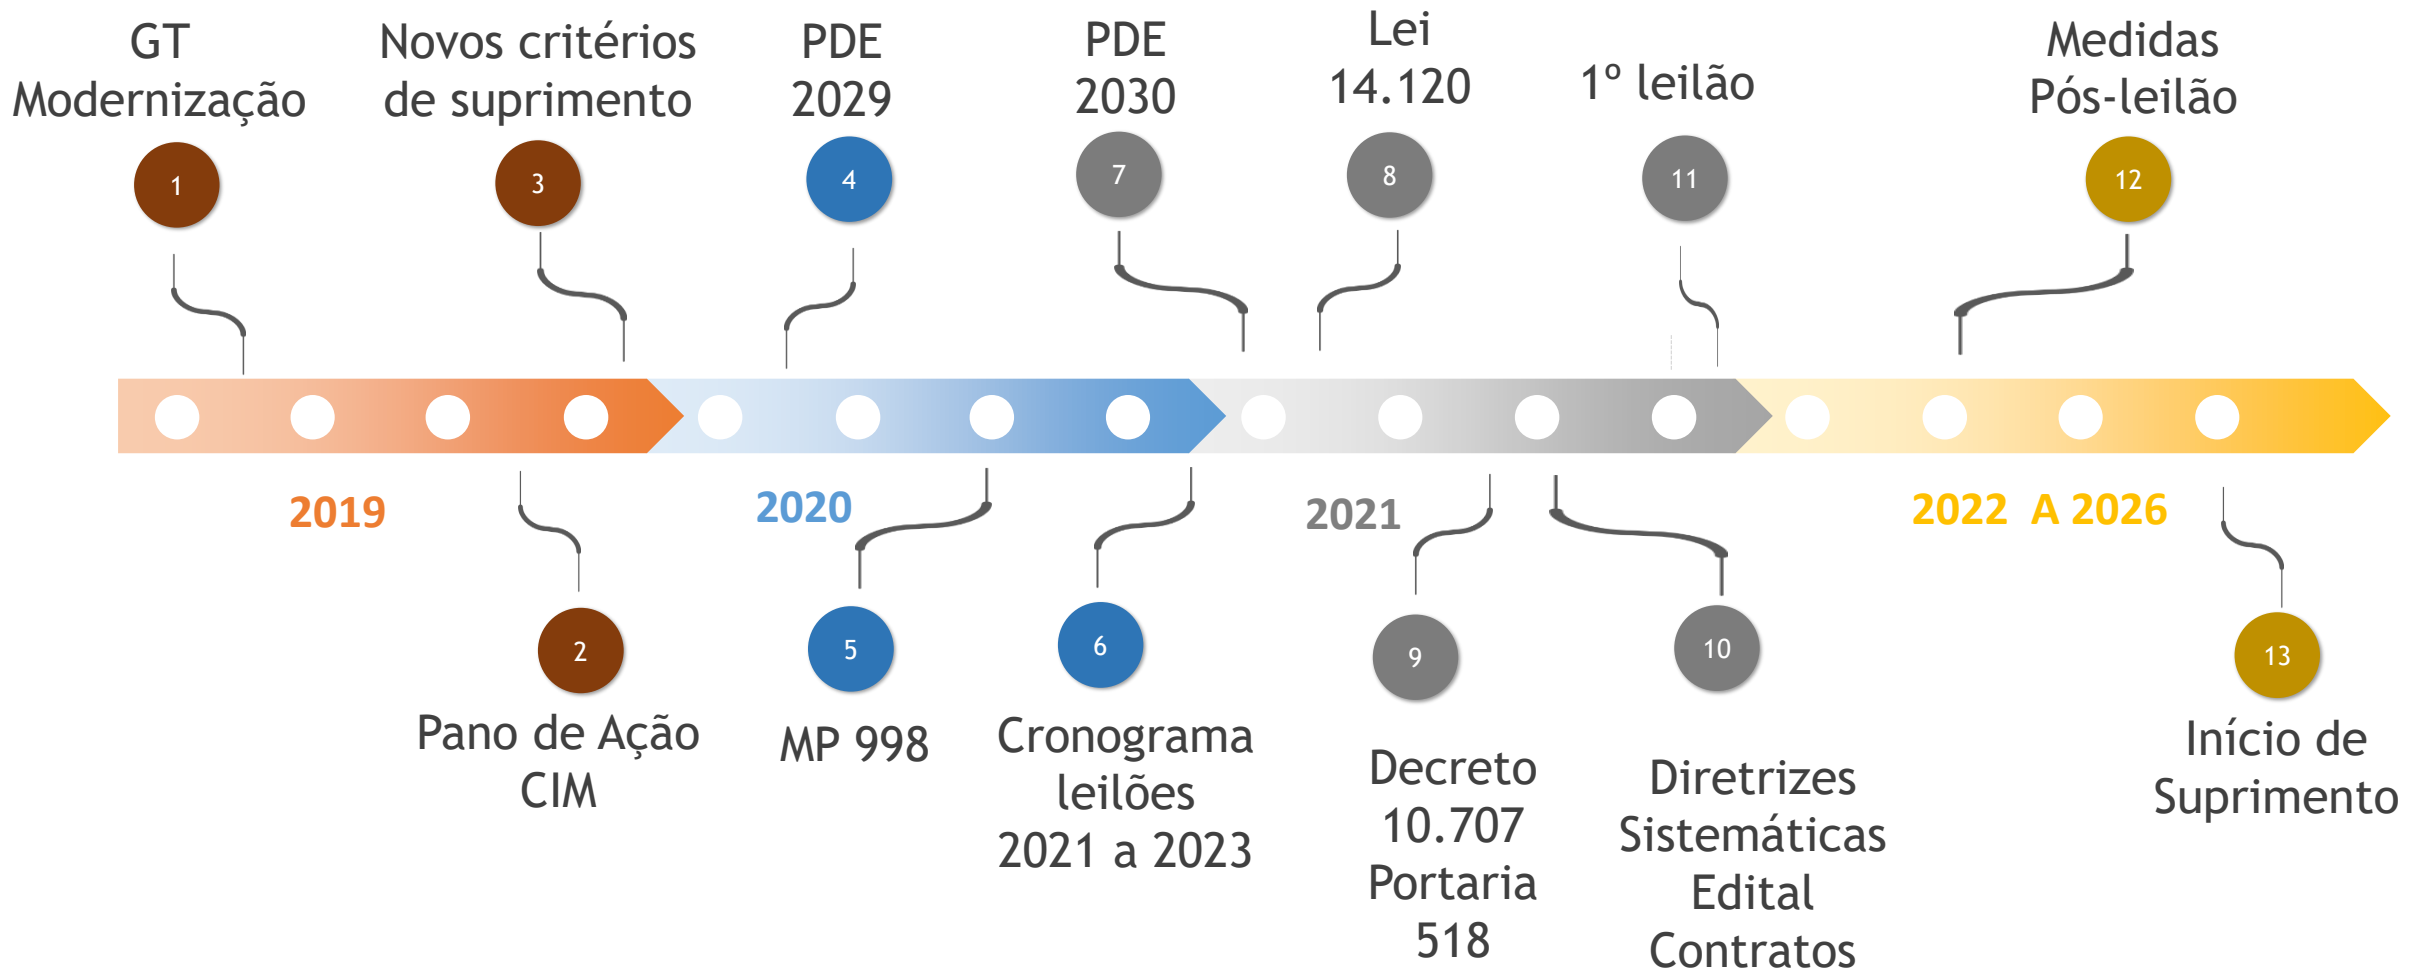 GT
Modernização
1
Novos critérios
de suprimento
3
PDE
2029
4
PDE
2030
7
Lei
14.120
8
1º leilão
11
Medidas
Pós-leilão
12
2019
2020
2021
2022 A 2026
2
Pano de Ação
CIM
5
MP 998
6
Cronograma
leilões
2021 a 2023
9
Decreto
10.707
Portaria
518
10
Diretrizes
Sistemáticas
Edital
Contratos
13
Início de
Suprimento